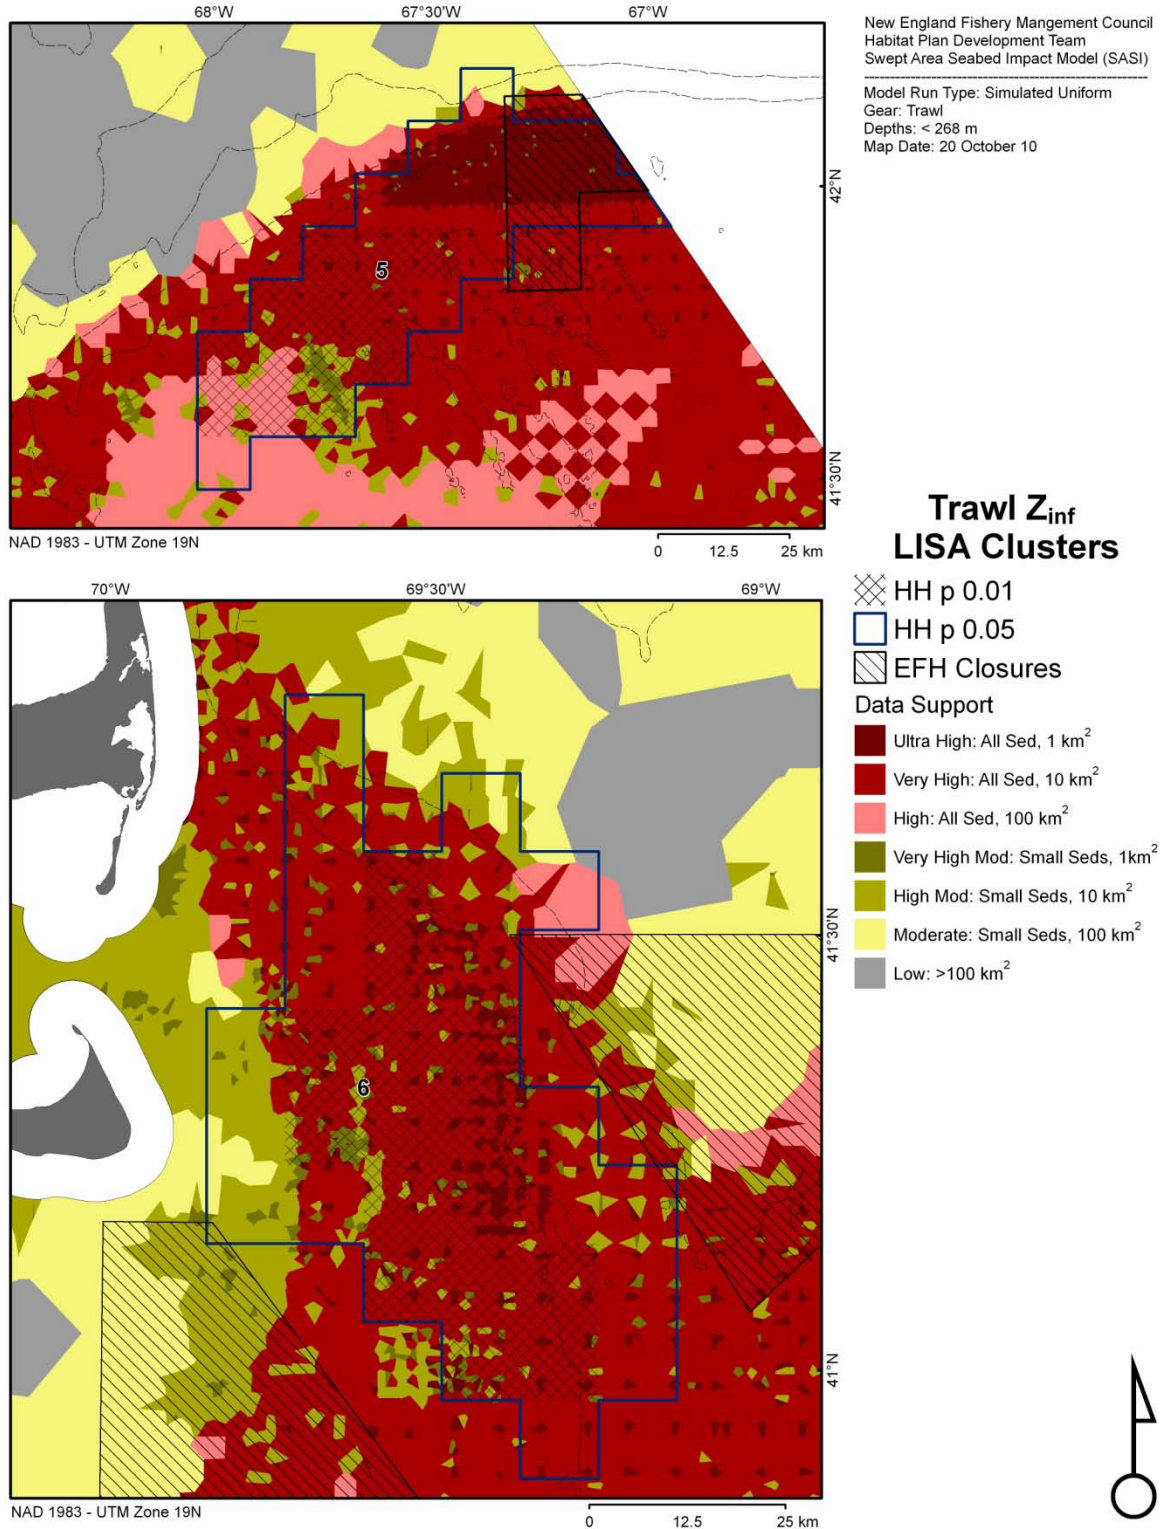 68°W
67°30'W
67°W
New England Fishery Mangement Council
Habitat Plan Development Team
Swept Area Seabed Impact Model (SASI)
Model Run Type: Simulated Uniform
Gear: Trawl
Depths: < 268 m
Map Date: 20 October 10
42°N
5
41°30'N
NAD 1983 - UTM Zone 19N
0 12.5 25 km
Trawl Zinf
LISA Clusters
HH p 0.01
HH p 0.05
EFH Closures
Data Support
Ultra High: All Sed, 1 km²
Very High: All Sed, 10 km²
High: All Sed, 100 km²
Very High Mod: Small Seds, 1km²
High Mod: Small Seds, 10 km²
Moderate: Small Seds, 100 km²
Low: >100 km²
70°W
69°30'W
69°W
41°30'N
6
41°N
NAD 1983 - UTM Zone 19N
0 12.5 25 km